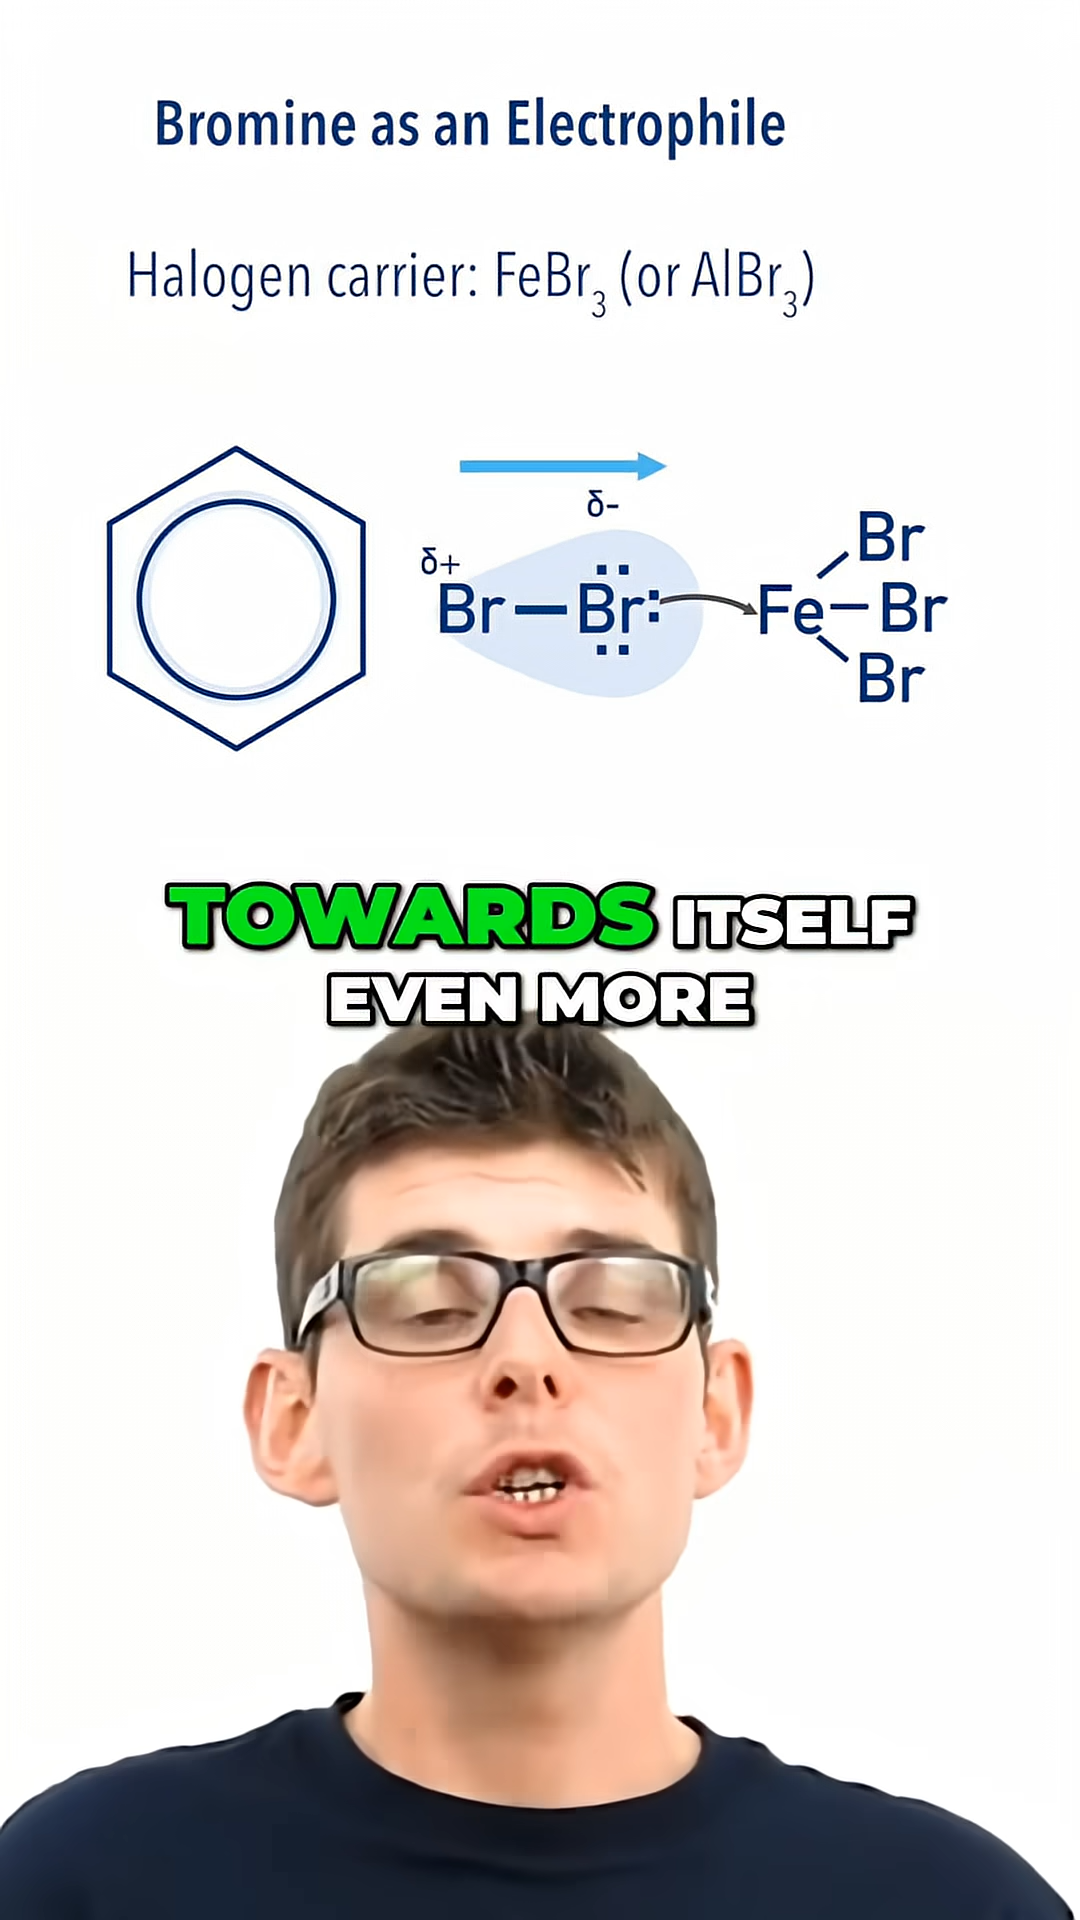 Bromine as an Electrophile
Halogen carrier: FeBr₃ (or AlBr₃)
δ-
δ+
Br
Br—Br: Fe—Br
Br
TOWARDS ITSELF
EVEN MORE